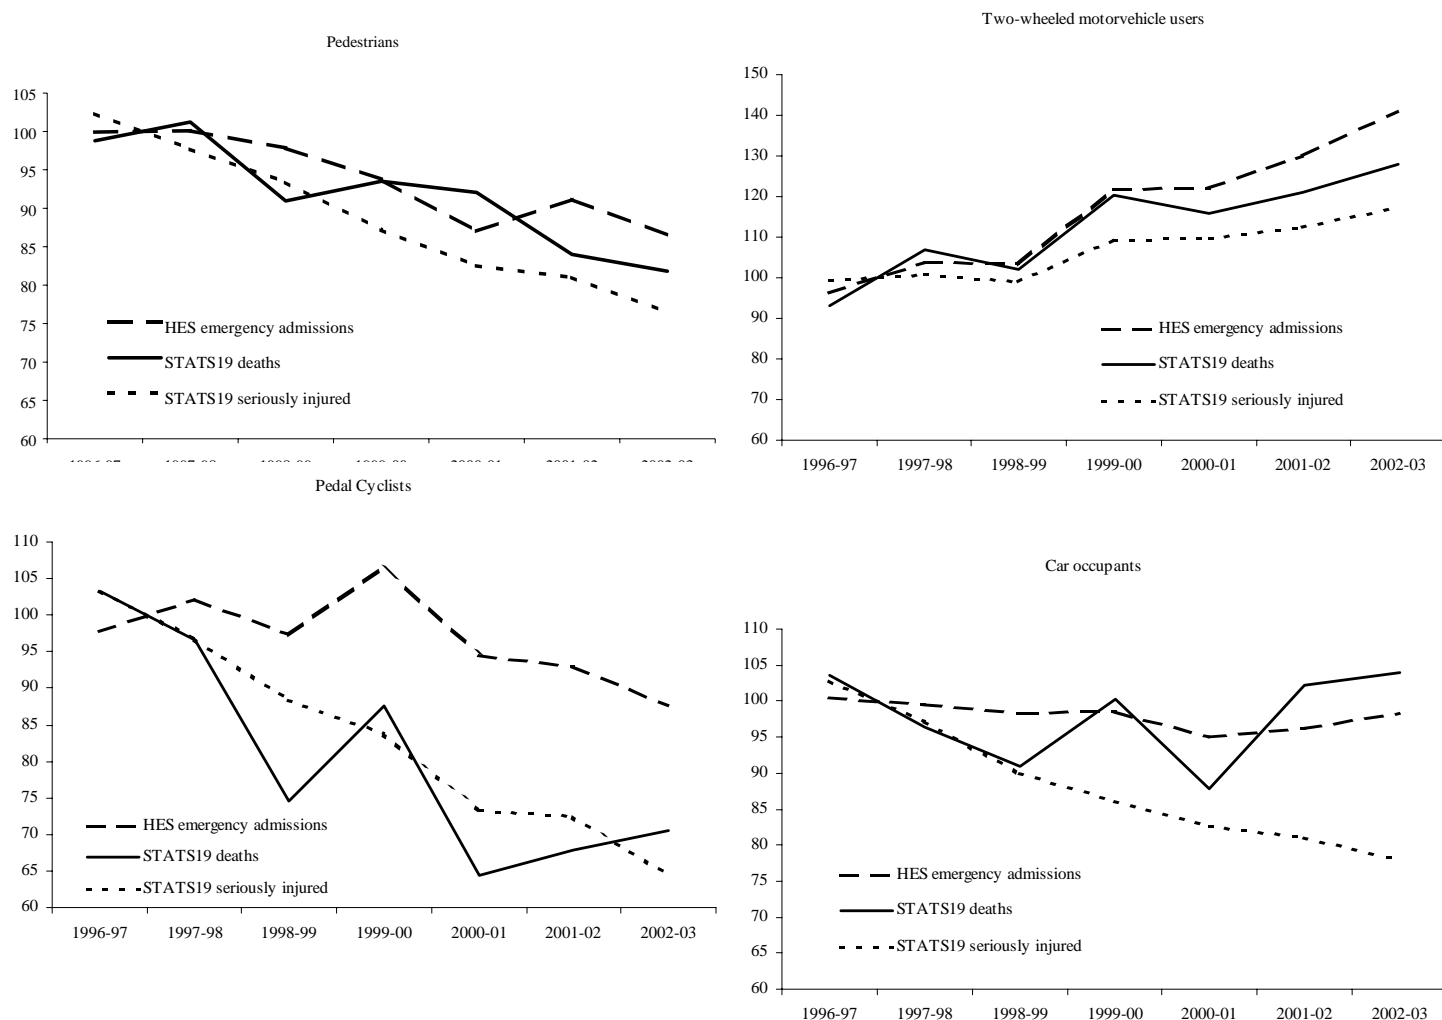 Pedestrians
105
100
95
90
85
80
75
70
65
60
HES emergency admissions
STATS19 deaths
STATS19 seriously injured
Two-wheeled motorvehicle users
150
140
130
120
110
100
90
80
70
60
HES emergency admissions
STATS19 deaths
STATS19 seriously injured
1996-97 1997-98 1998-99 1999-00 2000-01 2001-02 2002-03
Pedal Cyclists
110
105
100
95
90
85
80
75
70
65
60
HES emergency admissions
STATS19 deaths
STATS19 seriously injured
1996-97 1997-98 1998-99 1999-00 2000-01 2001-02 2002-03
Car occupants
110
105
100
95
90
85
80
75
70
65
60
HES emergency admissions
STATS19 deaths
STATS19 seriously injured
1996-97 1997-98 1998-99 1999-00 2000-01 2001-02 2002-03